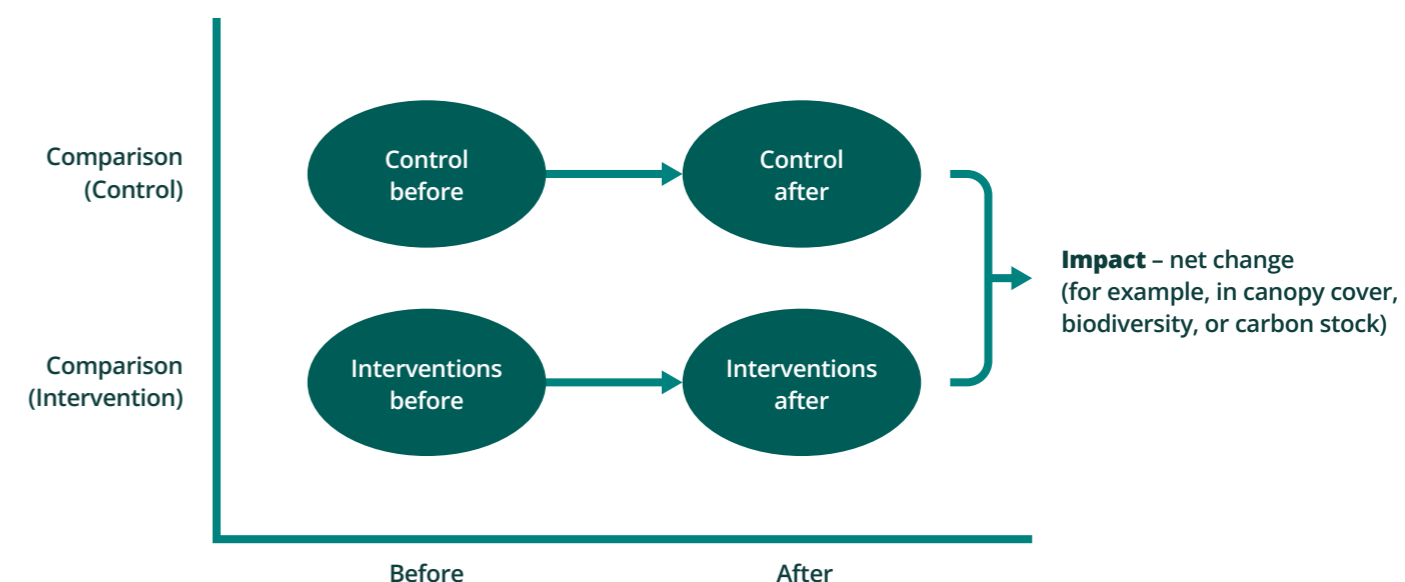 Comparison
(Control)
Control
before
Control
after
Impact – net change
(for example, in canopy cover,
biodiversity, or carbon stock)
Comparison
(Intervention)
Interventions
before
Interventions
after
Before
After